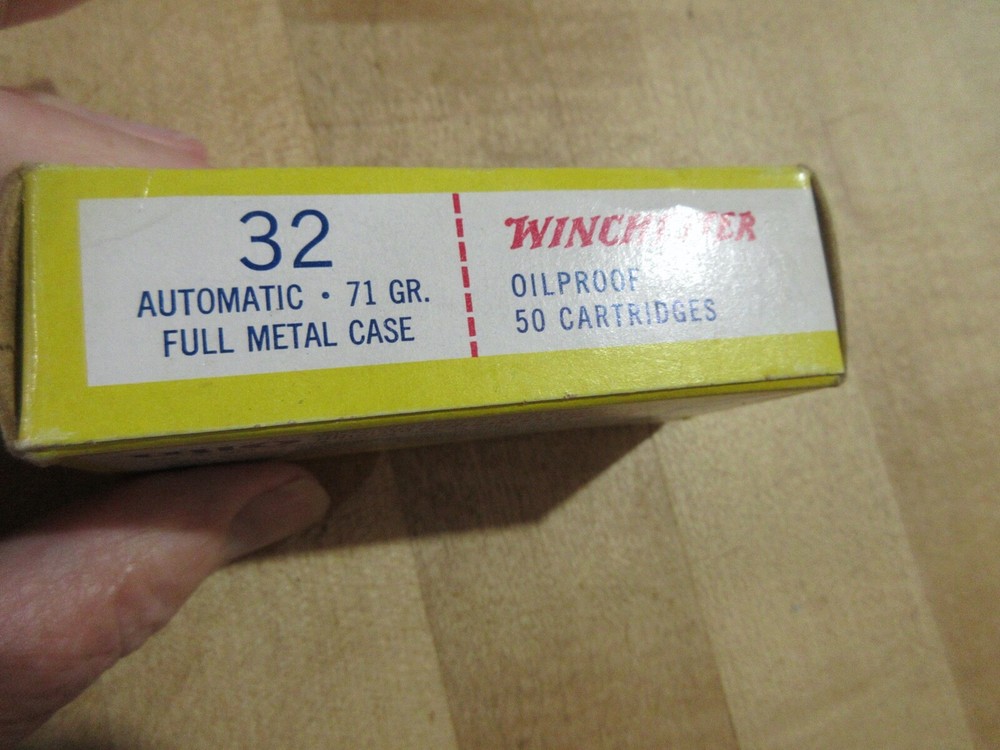 32
AUTOMATIC • 71 GR.
FULL METAL CASE
WINCHESTER
OILPROOF
50 CARTRIDGES